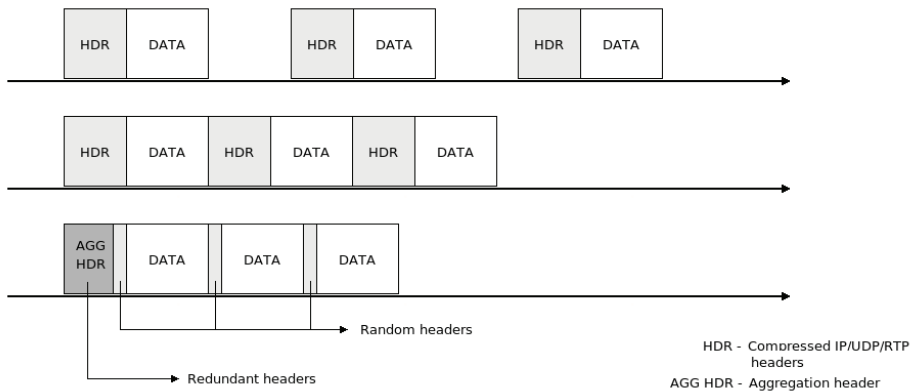 HDR DATA HDR DATA HDR DATA
HDR DATA HDR DATA HDR DATA
AGG
HDR
DATA DATA DATA
Random headers
Redundant headers
HDR - Compressed IP/UDP/RTP
headers
AGG HDR - Aggregation header